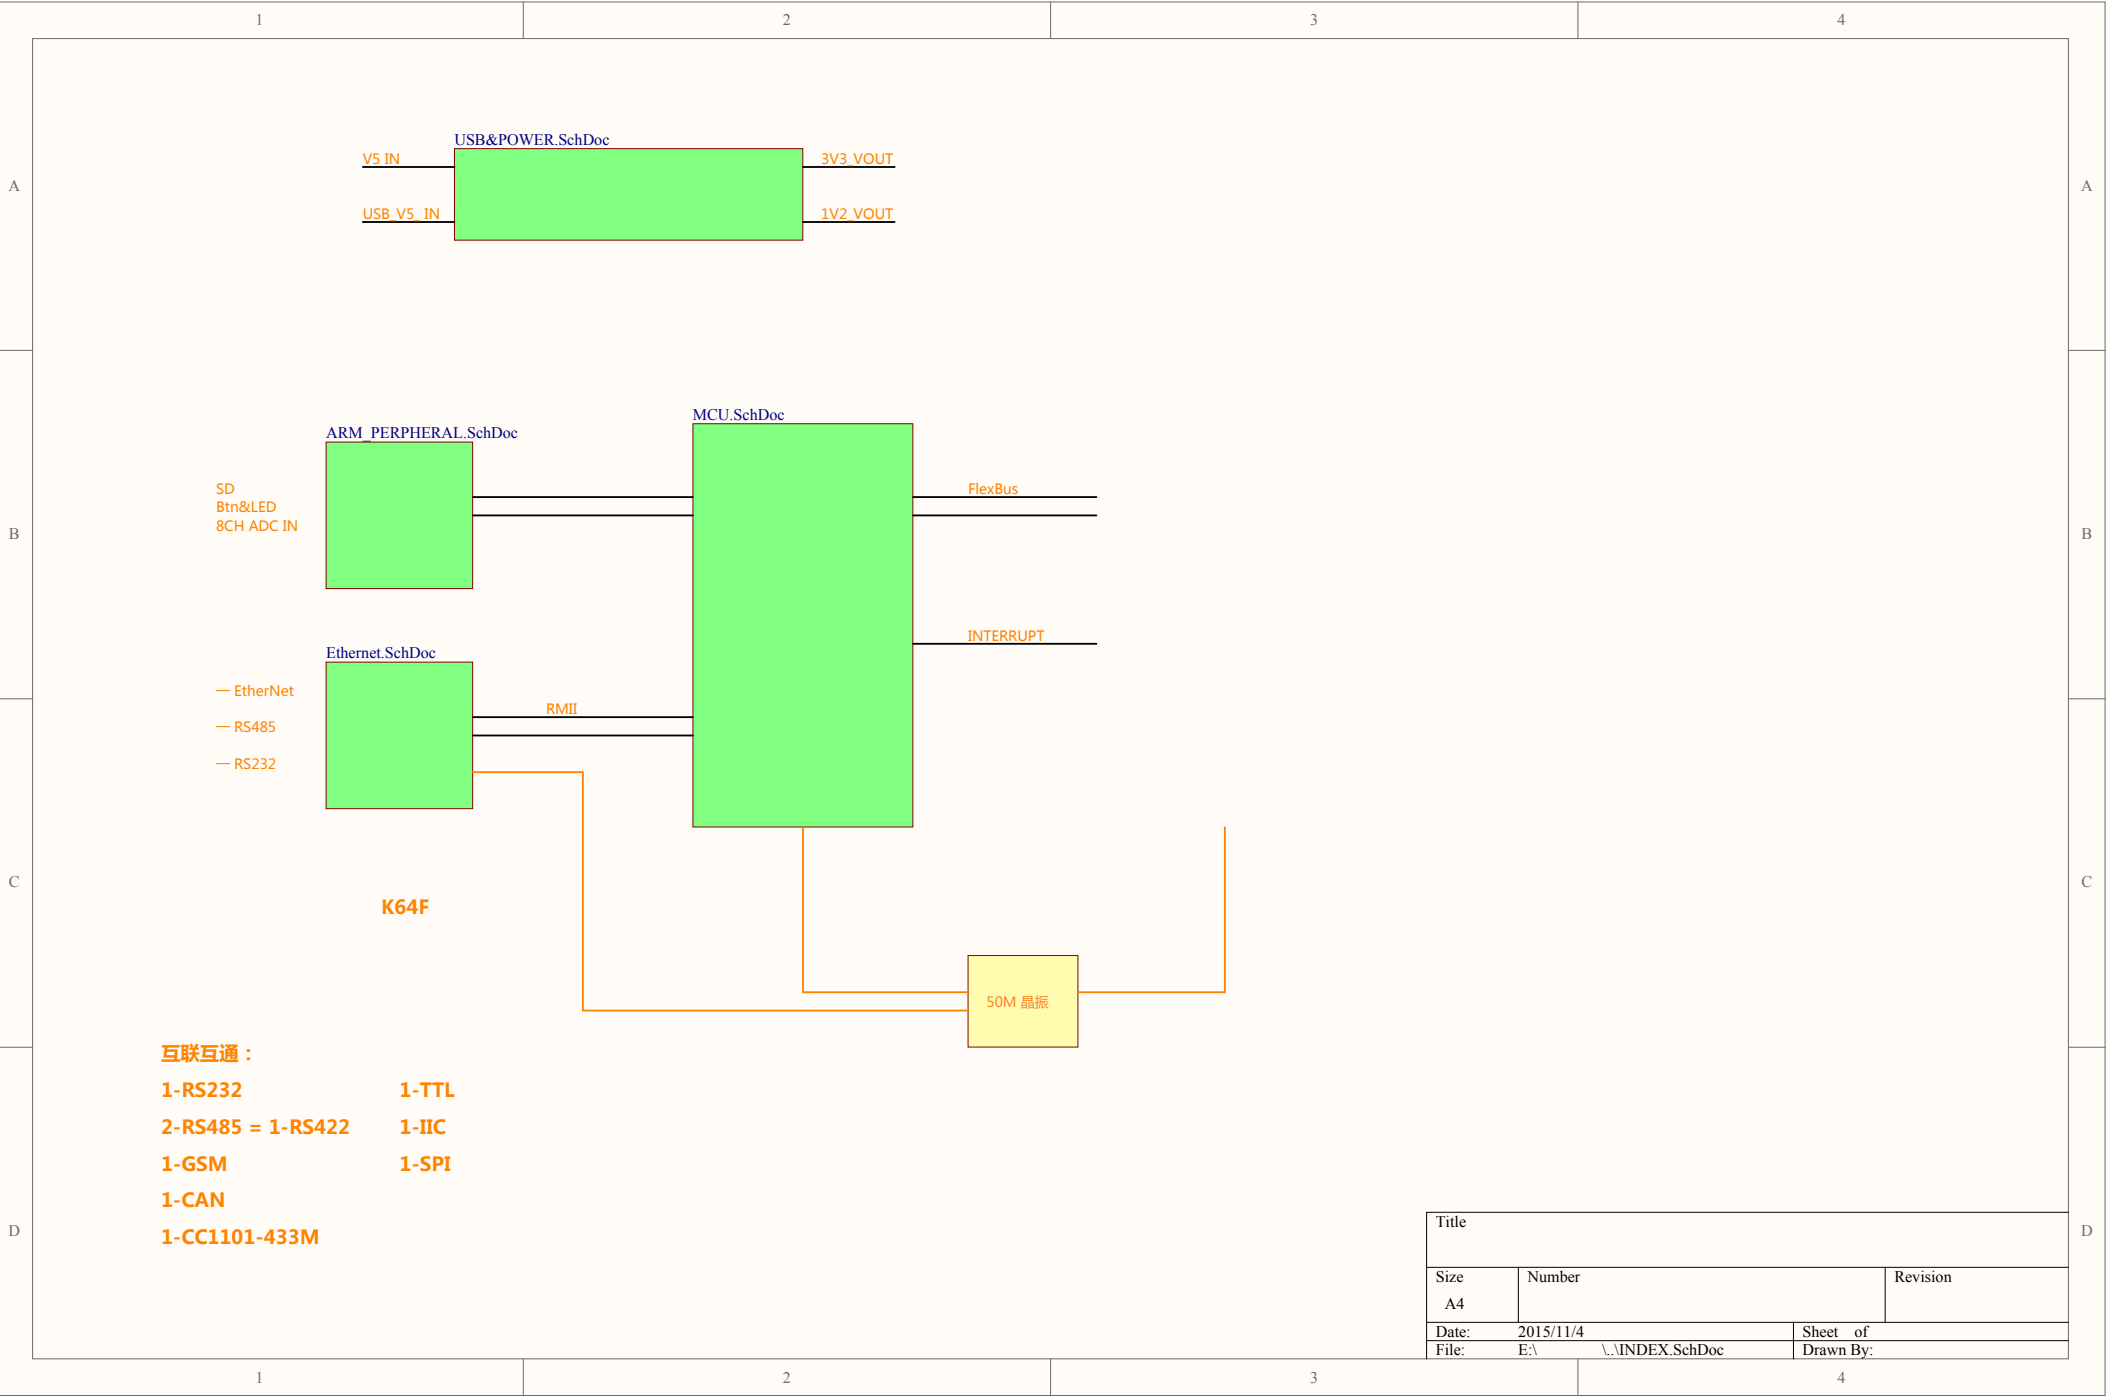 1 2 3 4
USB&POWER.SchDoc
V5 IN 3V3_VOUT
A A
USB_V5_ IN 1V2_VOUT
MCU.SchDoc
ARM_PERPHERAL.SchDoc
SD FlexBus
Btn&LED
8CH ADC IN
B B
INTERRUPT
Ethernet.SchDoc
— EtherNet
RMII
— RS485
— RS232
C C
K64F
50M 晶振
互联互通：
1-RS232 1-TTL
2-RS485 = 1-RS422 1-IIC
1-GSM 1-SPI
1-CAN
1-CC1101-433M
Title
D D
Size Number Revision
A4
Date: 2015/11/4 Sheet of
File: E:\ \..\INDEX.SchDoc Drawn By:
1 2 3 4